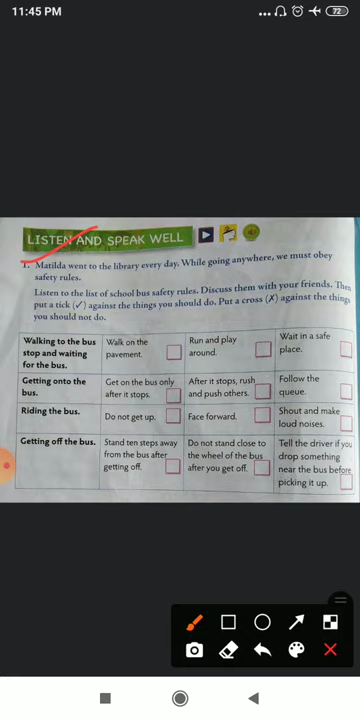 11:45 PM
72
LISTEN AND SPEAK WELL
1. Matilda went to the library every day. While going anywhere, we must obey
safety rules.
Listen to the list of school bus safety rules. Discuss them with your friends. Then
put a tick (✓) against the things you should do. Put a cross (✗) against the things
you should not do.
Walking to the bus
stop and waiting
for the bus.
Walk on the
pavement.
Run and play
around.
Wait in a safe
place.
Getting onto the
bus.
Get on the bus only
after it stops.
After it stops, rush
and push others.
Follow the
queue.
Riding the bus.
Do not get up.
Face forward.
Shout and make
loud noises.
Getting off the bus.
Stand ten steps away
from the bus after
getting off.
Do not stand close to
the wheel of the bus
after you get off.
Tell the driver if you
drop something
near the bus before
picking it up.